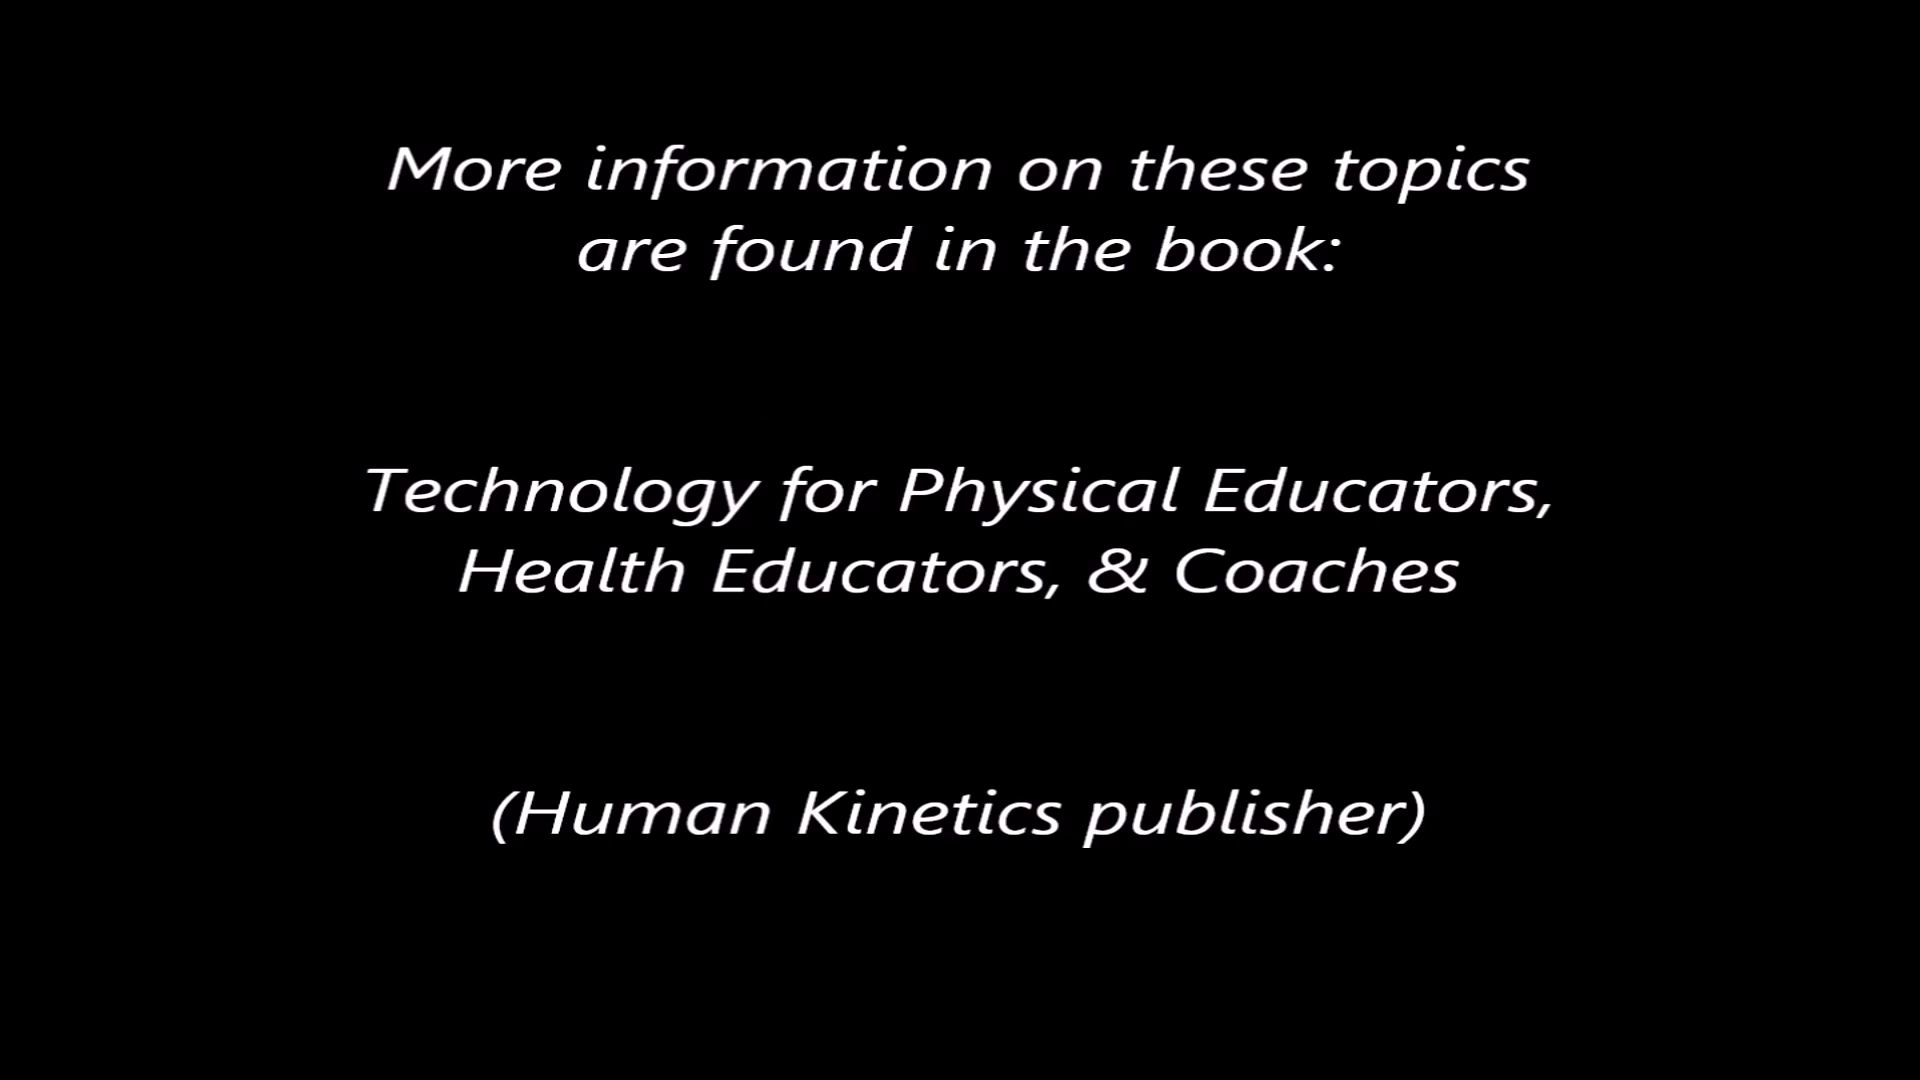 More information on these topics
are found in the book:
Technology for Physical Educators,
Health Educators, & Coaches
(Human Kinetics publisher)